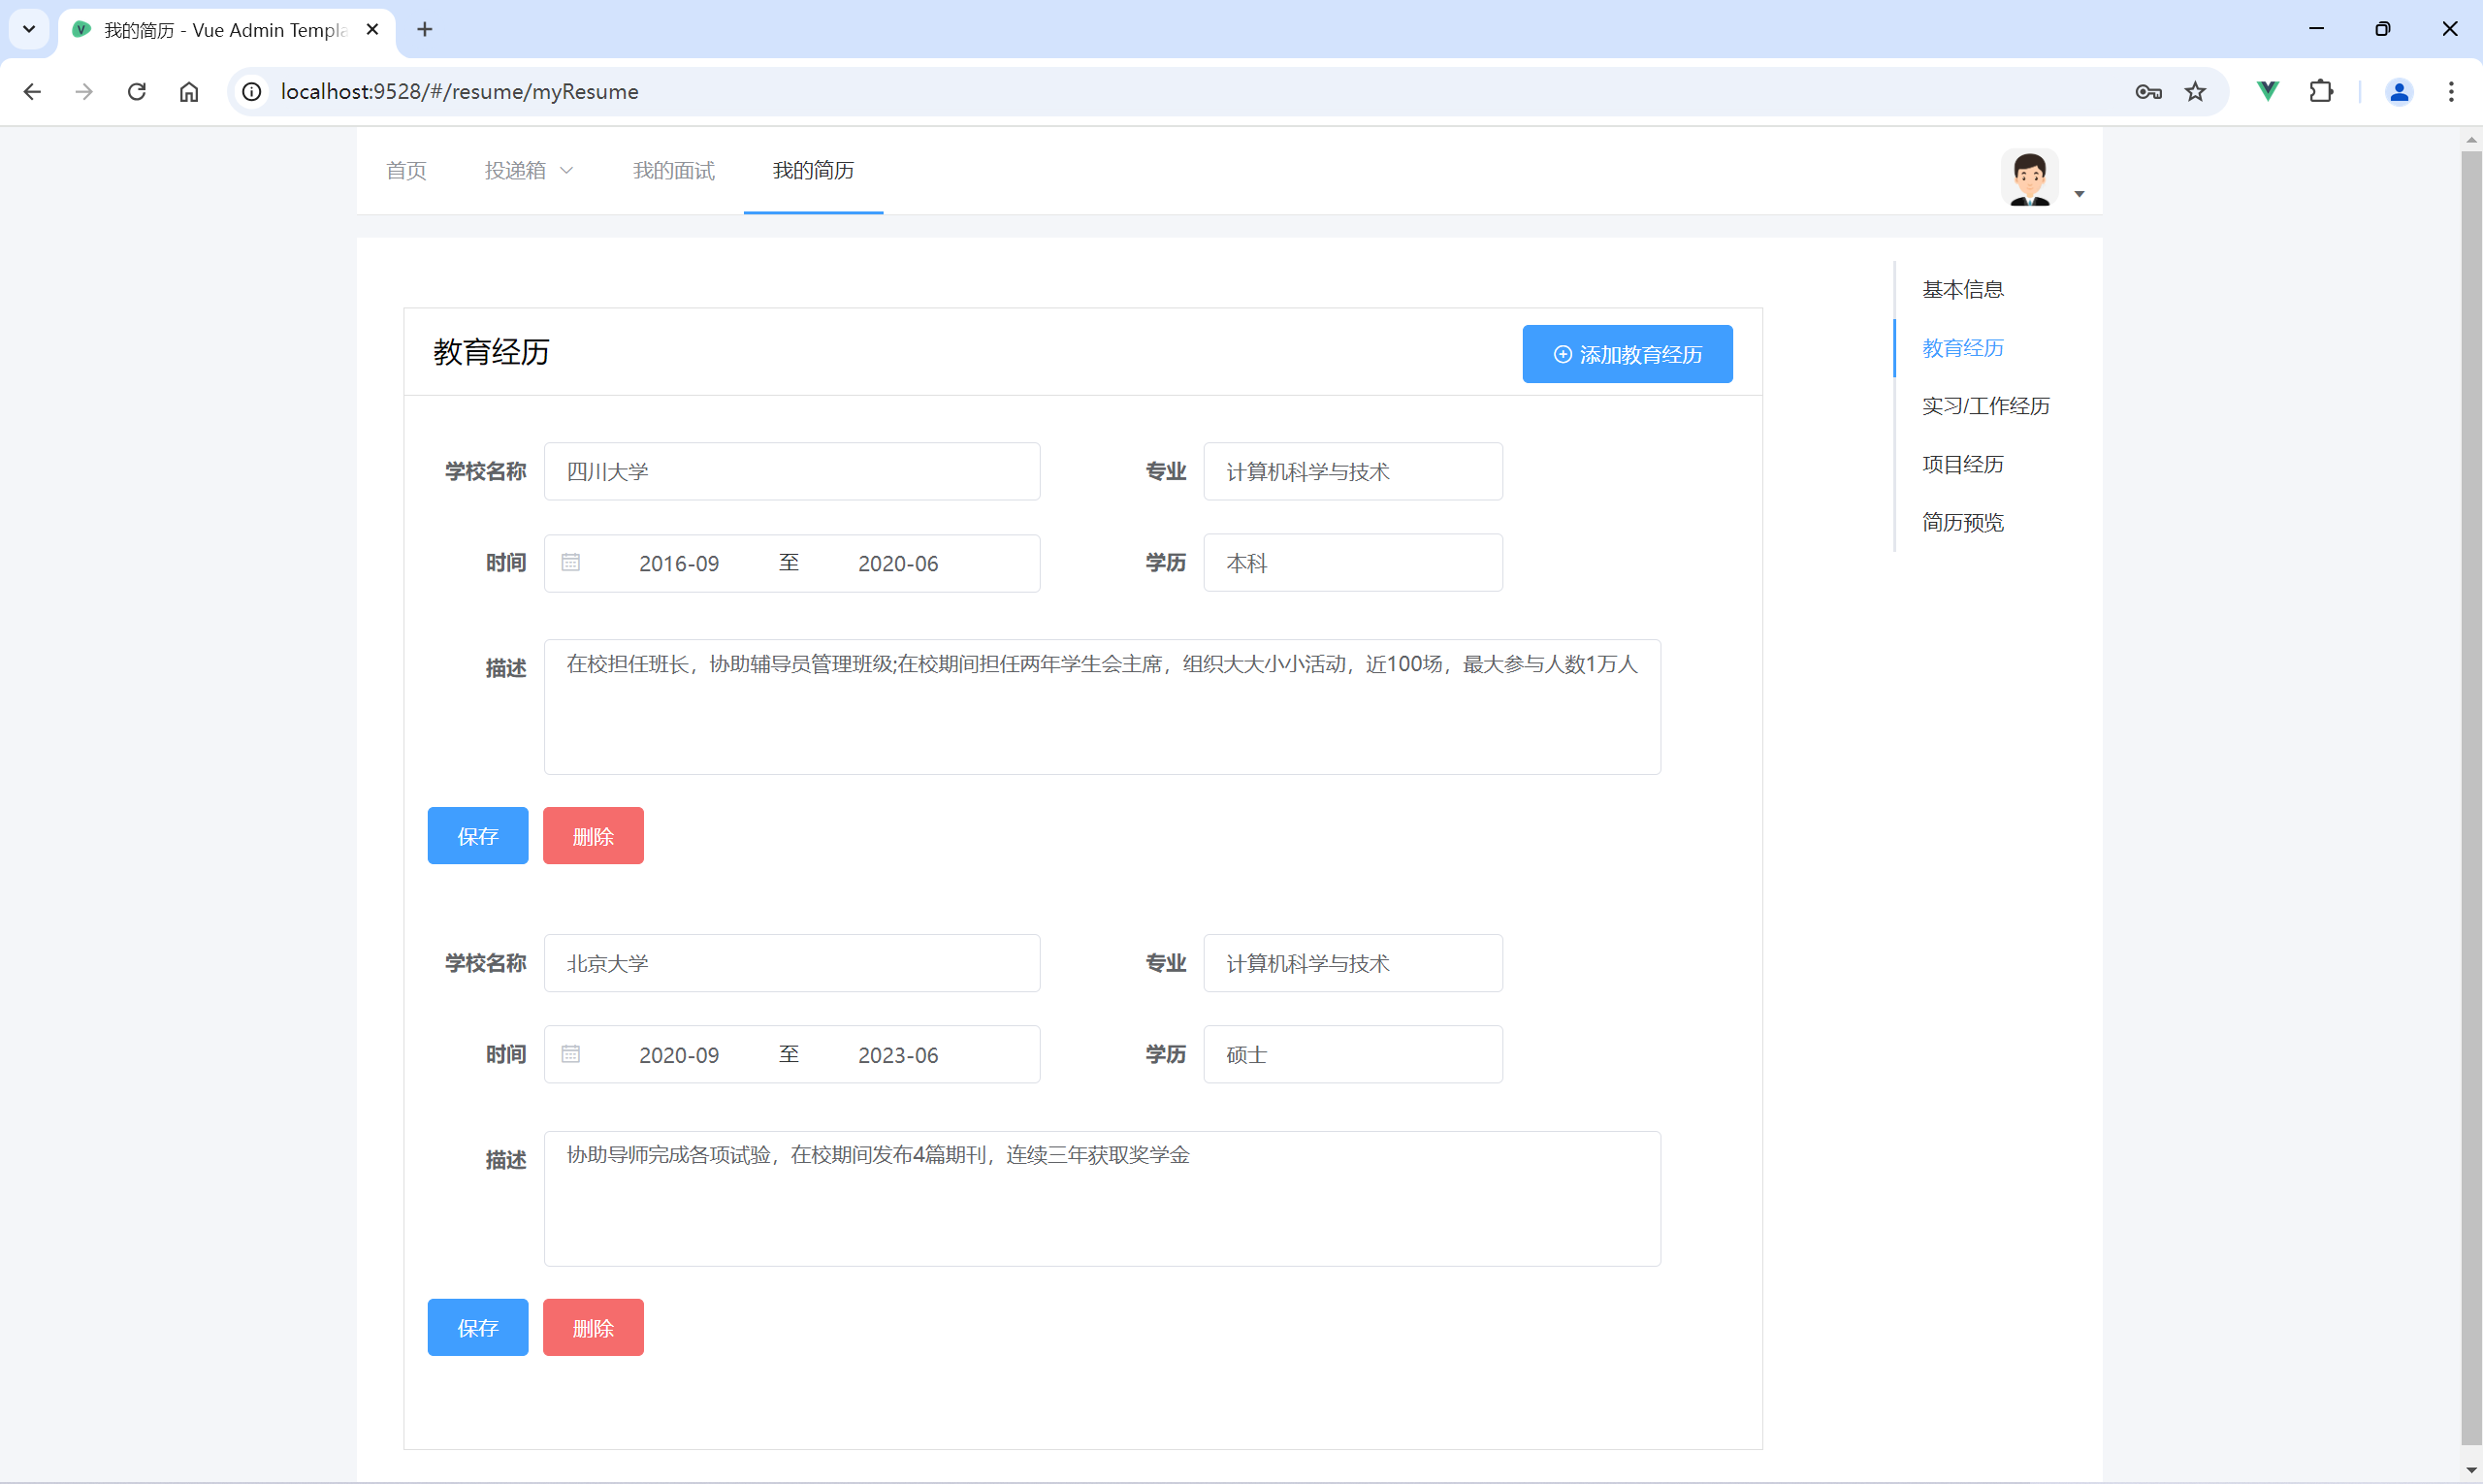 我的简历 - Vue Admin Templa
localhost:9528/#/resume/myResume
首页 投递箱 我的面试 我的简历
基本信息
教育经历
实习/工作经历
项目经历
简历预览
教育经历 添加教育经历
学校名称 四川大学 专业 计算机科学与技术
时间 2016-09 至 2020-06 学历 本科
描述 在校担任班长，协助辅导员管理班级;在校期间担任两年学生会主席，组织大大小小活动，近100场，最大参与人数1万人
保存 删除
学校名称 北京大学 专业 计算机科学与技术
时间 2020-09 至 2023-06 学历 硕士
描述 协助导师完成各项试验，在校期间发布4篇期刊，连续三年获取奖学金
保存 删除